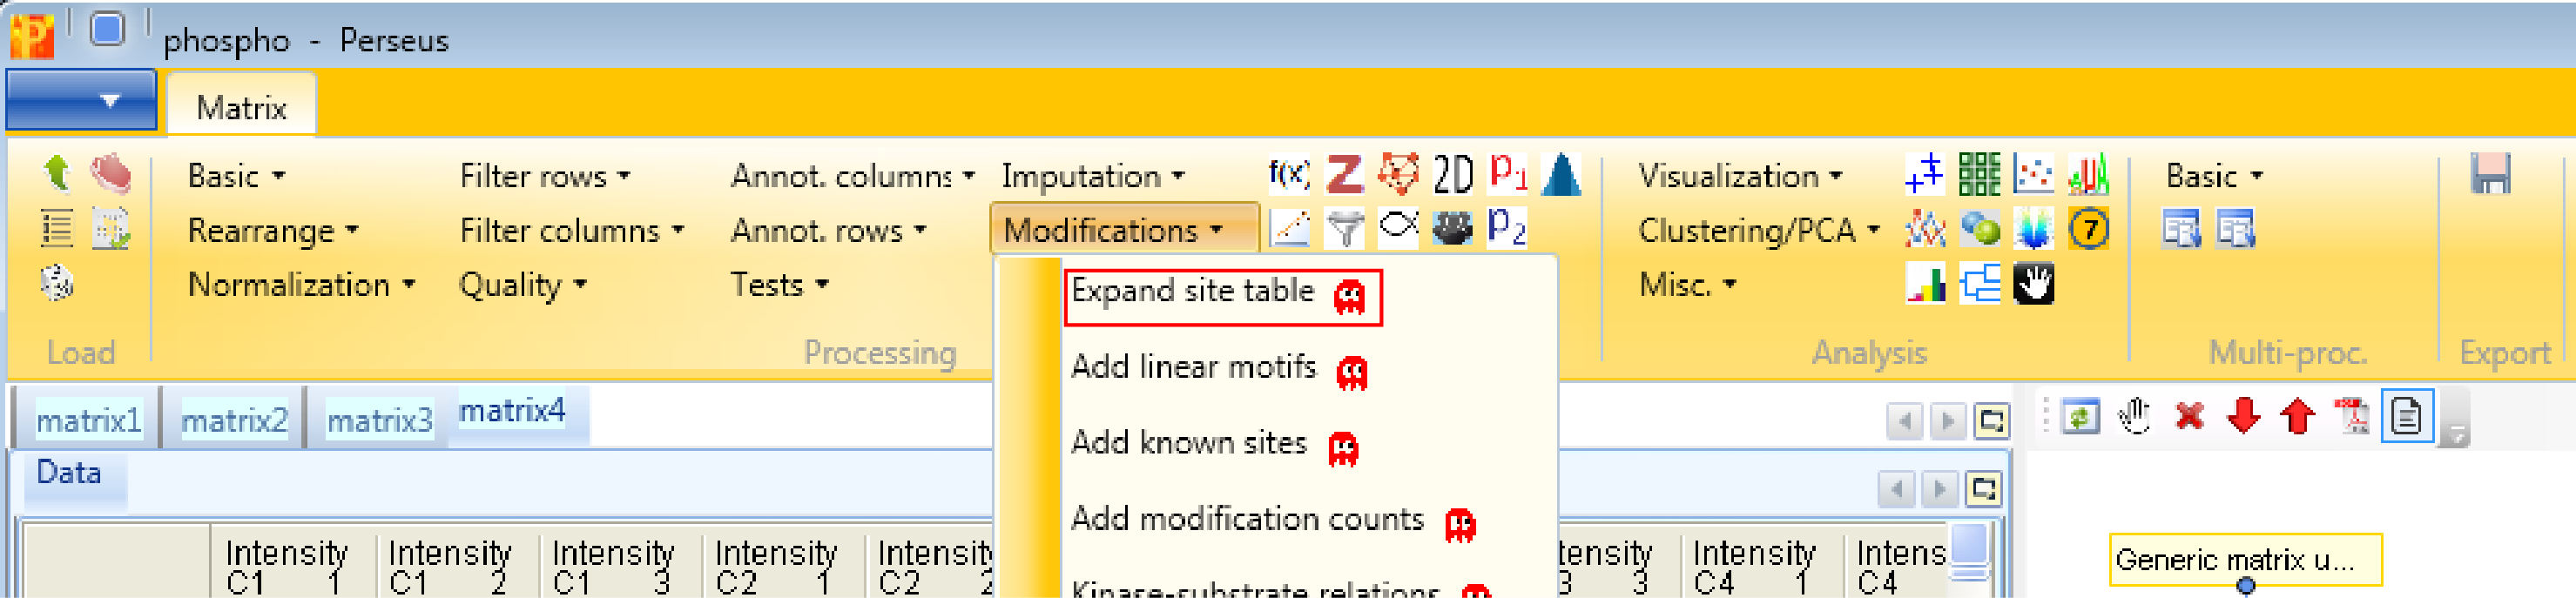 phospho - Perseus
Matrix
Basic Filter rows Annot. columns Imputation f(x) Z 2D p1 Visualization Basic
Rearrange Filter columns Annot. rows Modifications p2 Clustering/PCA 7
Normalization Quality Tests Misc.
Load Processing Analysis Multi-proc. Export
Expand site table
Add linear motifs
Add known sites
Add modification counts
Kinase-substrate relations
matrix1 matrix2 matrix3 matrix4
Data
Intensity Intensity Intensity Intensity Intensity tensity Intensity Intens
C1 1 C1 2 C1 3 C2 1 C2 2 3 3 C4 1 C4
Generic matrix u...